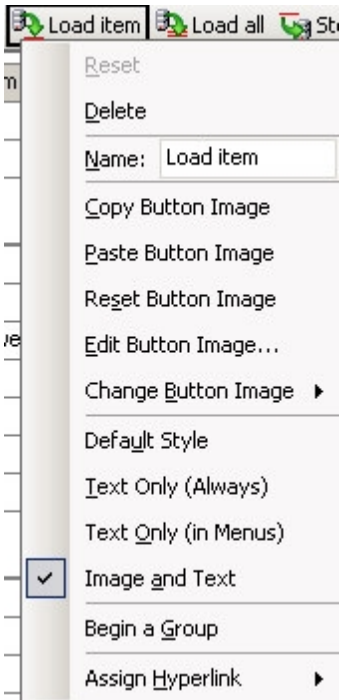 Load item Load all
Reset
Delete
Name: Load item
Copy Button Image
Paste Button Image
Reset Button Image
Edit Button Image...
Change Button Image
Default Style
Text Only (Always)
Text Only (in Menus)
Image and Text
Begin a Group
Assign Hyperlink